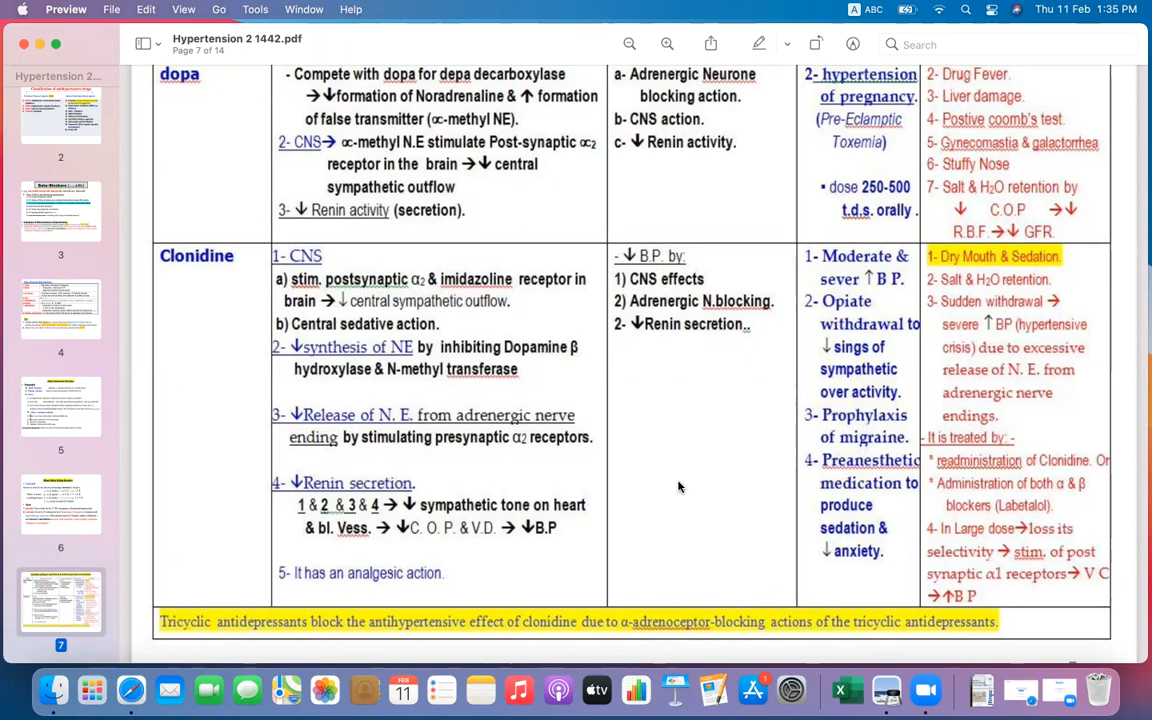 Preview File Edit View Go Tools Window Help A ABC Thu 11 Feb 1:35 PM
Hypertension 2 1442.pdf
Page 7 of 14
Search
Hypertension 2...
2
3
4
5
6
7
dopa
- Compete with dopa for depa decarboxylase
→ ↓formation of Noradrenaline & ↑ formation
of false transmitter (∝-methyl NE).
2- CNS→ ∝-methyl N.E stimulate Post-synaptic ∝2
receptor in the brain → ↓ central
sympathetic outflow
3- ↓ Renin activity (secretion).
a- Adrenergic Neurone
blocking action.
b- CNS action.
c- ↓ Renin activity.
2- hypertension
of pregnancy.
(Pre-Eclamptic
Toxemia)
▪ dose 250-500
t.d.s. orally .
2- Drug Fever.
3- Liver damage.
4- Postive coomb's test.
5- Gynecomastia & galactorrhea
6- Stuffy Nose
7- Salt & H2O retention by
↓ C.O.P →↓
R.B.F.→ ↓ GFR.
Clonidine
1- CNS
a) stim. postsynaptic α2 & imidazoline receptor in
brain → ↓ central sympathetic outflow.
b) Central sedative action.
2- ↓synthesis of NE by inhibiting Dopamine β
hydroxylase & N-methyl transferase
3- ↓Release of N. E. from adrenergic nerve
ending by stimulating presynaptic α2 receptors.
4- ↓Renin secretion.
1 & 2 & 3 & 4 → ↓ sympathetic tone on heart
& bl. Vess. → ↓C. O. P. & V.D. → ↓B.P
5- It has an analgesic action.
- ↓ B.P. by:
1) CNS effects
2) Adrenergic N.blocking.
2- ↓Renin secretion..
1- Moderate &
sever ↑B P.
2- Opiate
withdrawal to
↓ sings of
sympathetic
over activity.
3- Prophylaxis
of migraine.
4- Preanesthetic
medication to
produce
sedation &
↓ anxiety.
1- Dry Mouth & Sedation.
2- Salt & H2O retention.
3- Sudden withdrawal →
severe ↑BP (hypertensive
crisis) due to excessive
release of N. E. from
adrenergic nerve
endings.
- It is treated by: -
* readministration of Clonidine. Or
* Administration of both α & β
blockers (Labetalol).
4- In Large dose→loss its
selectivity → stim. of post
synaptic α1 receptors→ V C
→↑B P
Tricyclic antidepressants block the antihypertensive effect of clonidine due to α-adrenoceptor-blocking actions of the tricyclic antidepressants.